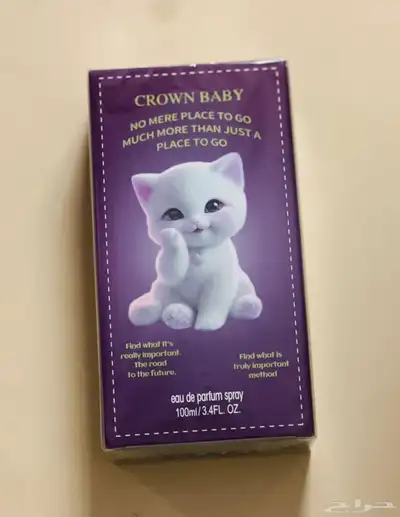 CROWN BABY
NO MERE PLACE TO GO
MUCH MORE THAN JUST A
PLACE TO GO
Find what it's
really important.
The road
to the future.
Find what is
truly important
method
eau de parfum spray
100ml/3.4FL. OZ.
حراج